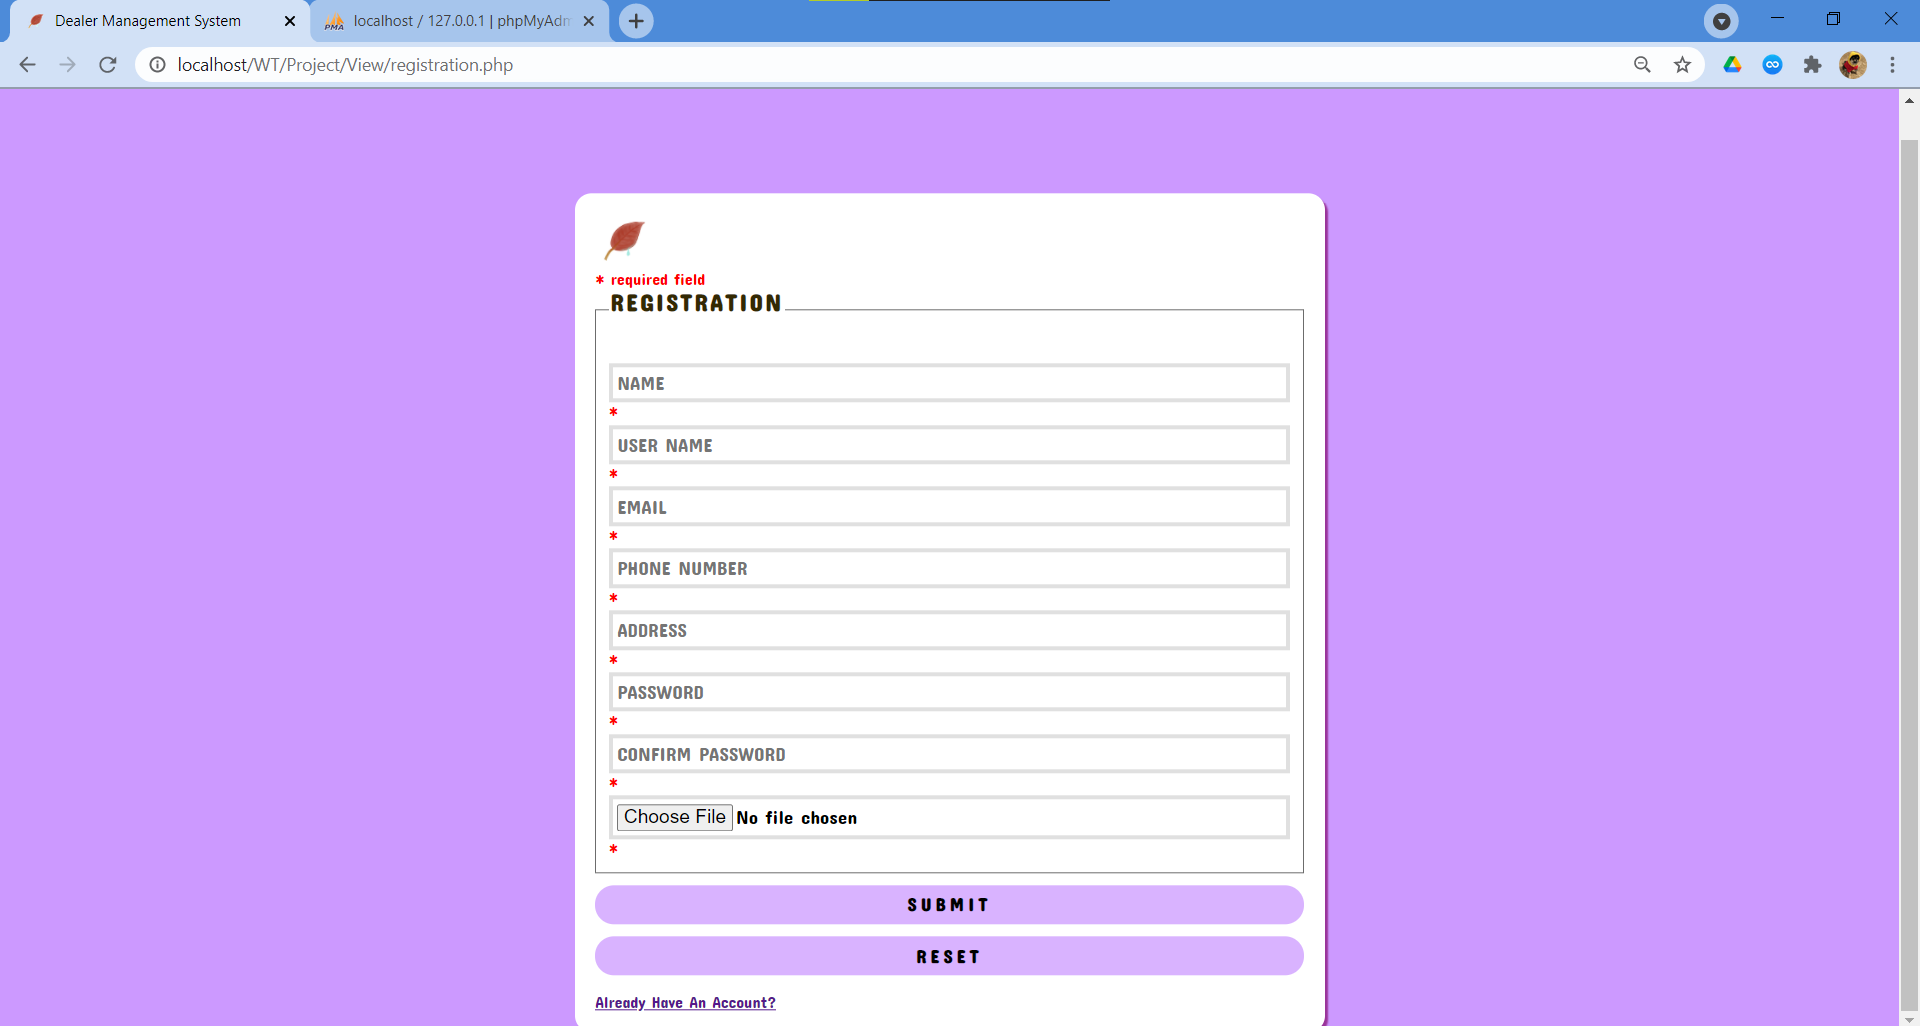 Dealer Management System
PMA
localhost / 127.0.0.1 | phpMyAdm
localhost/WT/Project/View/registration.php
* required field
REGISTRATION
NAME
*
USER NAME
*
EMAIL
*
PHONE NUMBER
*
ADDRESS
*
PASSWORD
*
CONFIRM PASSWORD
*
Choose File No file chosen
*
SUBMIT
RESET
Already Have An Account?